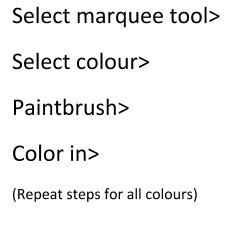 Select marquee tool>
Select colour>
Paintbrush>
Color in>
(Repeat steps for all colours)